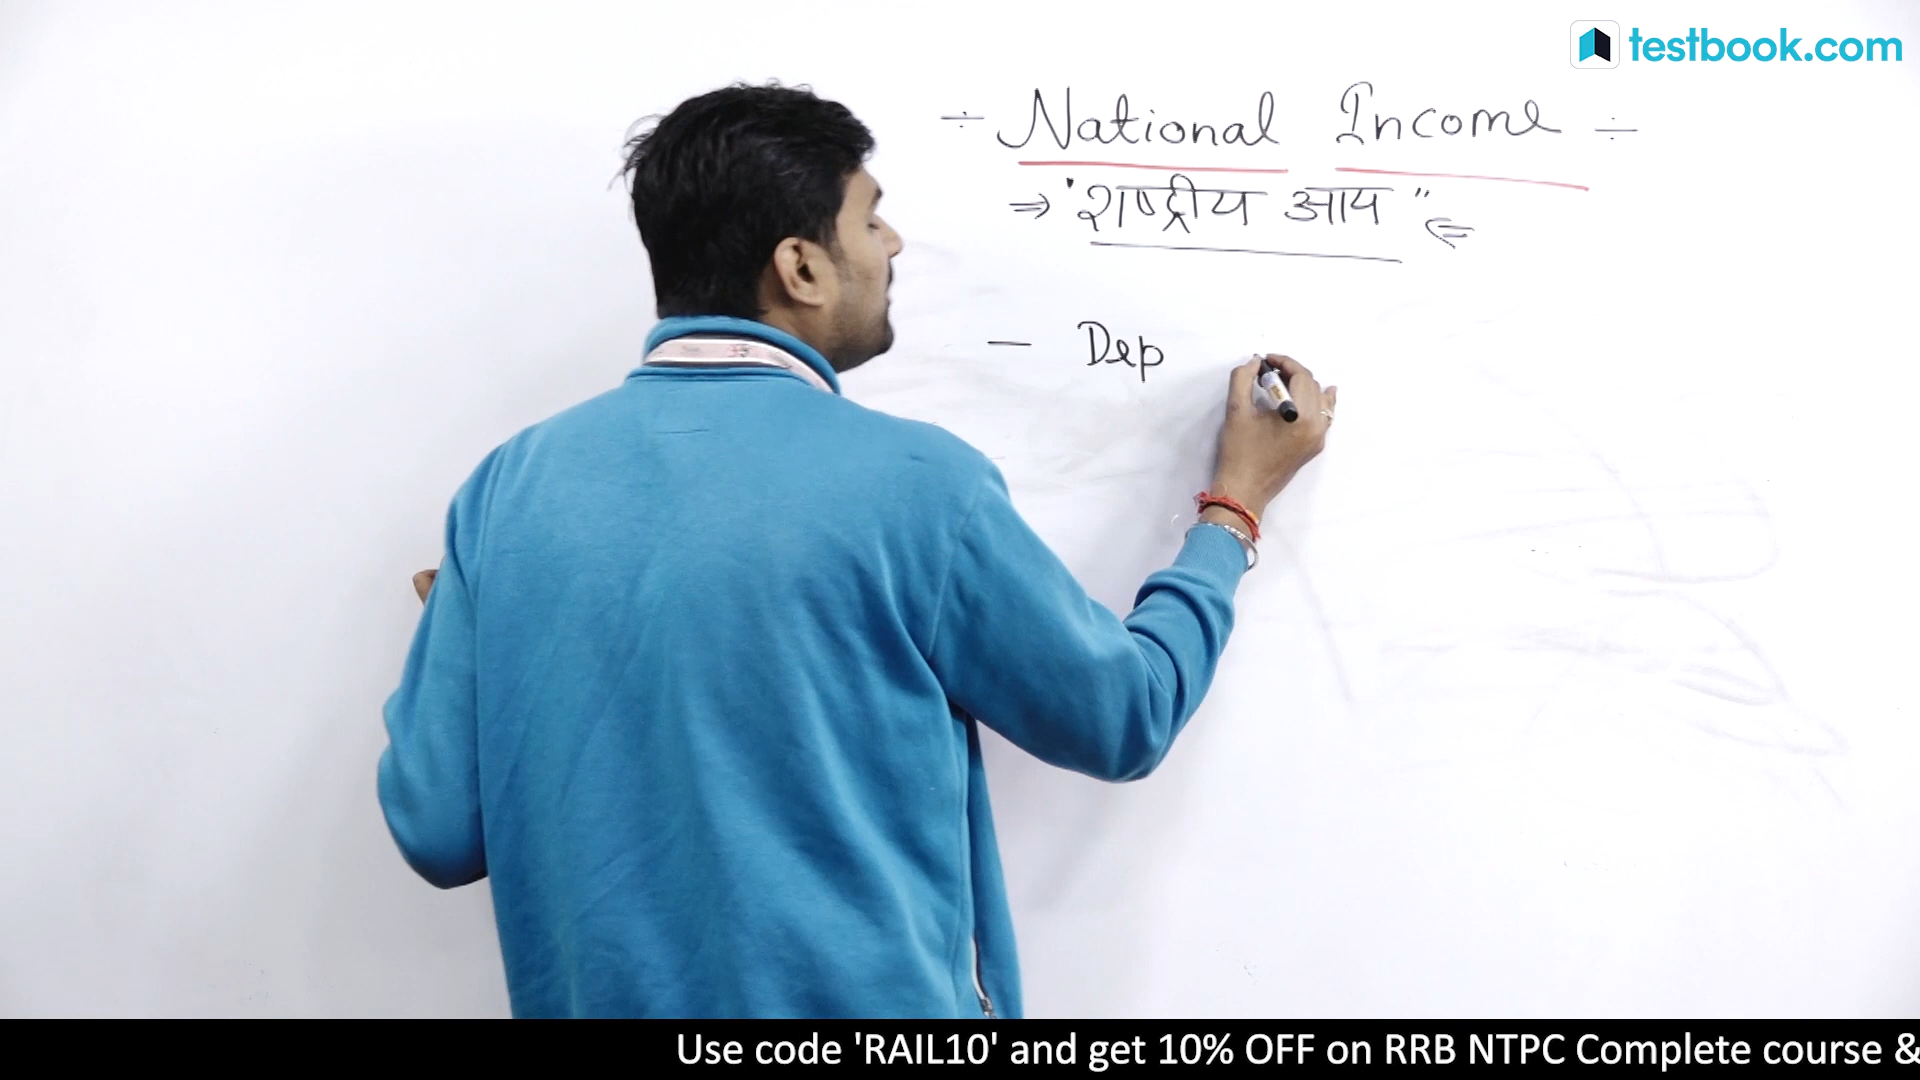 testbook.com
÷ National Income ÷
⇒ "राष्ट्रीय आय" ⇐
- Dep
Use code 'RAIL10' and get 10% OFF on RRB NTPC Complete course &